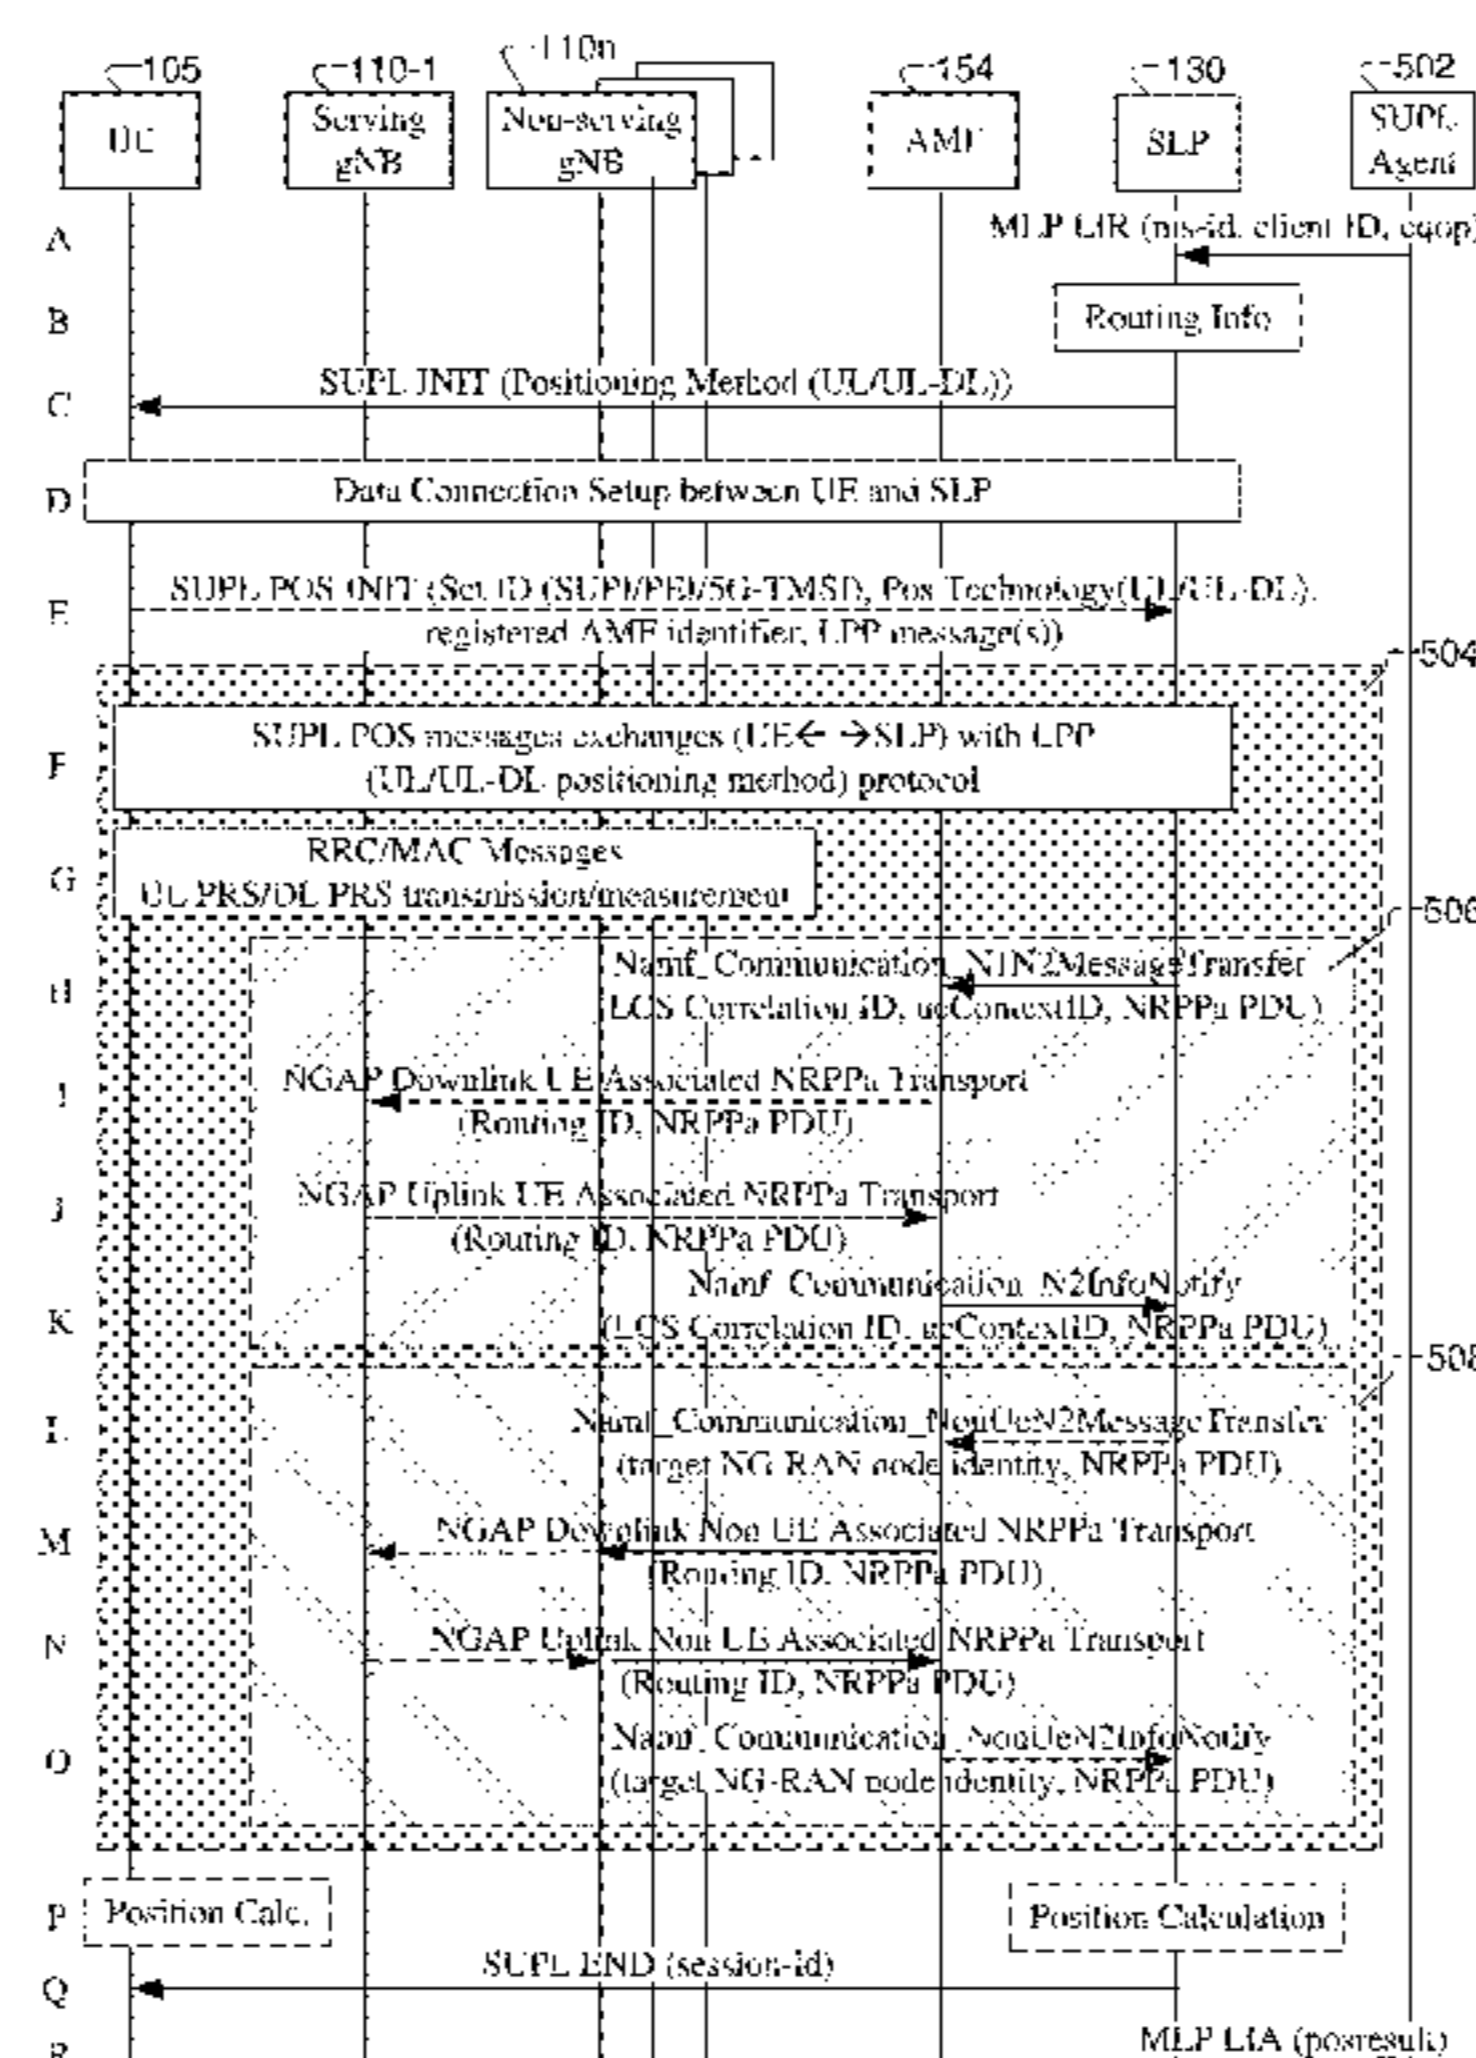 105
110-1
110n
154
130
502
UE
Serving
gNB
Non-serving
gNB
AMF
SLP
SUPL
Agent
A
MLP LIR (ms-id, client ID, eqop)
B
Routing Info
C
SUPL INIT (Positioning Method (UL/UL-DL))
D
Data Connection Setup between UE and SLP
E
SUPL POS INIT (Set ID (SUPI/PEI/5G-TMSI), Pos Technology(UL/UL-DL),
registered AMF identifier, LPP message(s))
504
F
SUPL POS messages exchanges (UE← →SLP) with LPP
(UL/UL-DL positioning method) protocol
G
RRC/MAC Messages
UL PRS/DL PRS transmission/measurement
506
H
Namf_Communication_N1N2MessageTransfer
LCS Correlation ID, ueContextID, NRPPa PDU)
I
NGAP Downlink UE Associated NRPPa Transport
(Routing ID, NRPPa PDU)
J
NGAP Uplink UE Associated NRPPa Transport
(Routing ID, NRPPa PDU)
K
Namf_Communication_N2InfoNotify
(LCS Correlation ID, ueContextID, NRPPa PDU)
508
L
Namf_Communication_NonUeN2MessageTransfer
(target NG-RAN node identity, NRPPa PDU)
M
NGAP Downlink Non UE Associated NRPPa Transport
(Routing ID, NRPPa PDU)
N
NGAP Uplink Non UE Associated NRPPa Transport
(Routing ID, NRPPa PDU)
O
Namf_Communication_NonUeN2InfoNotify
(target NG-RAN node identity, NRPPa PDU)
P
Position Calc.
Position Calculation
Q
SUPL END (session-id)
R
MLP LIA (posresult)